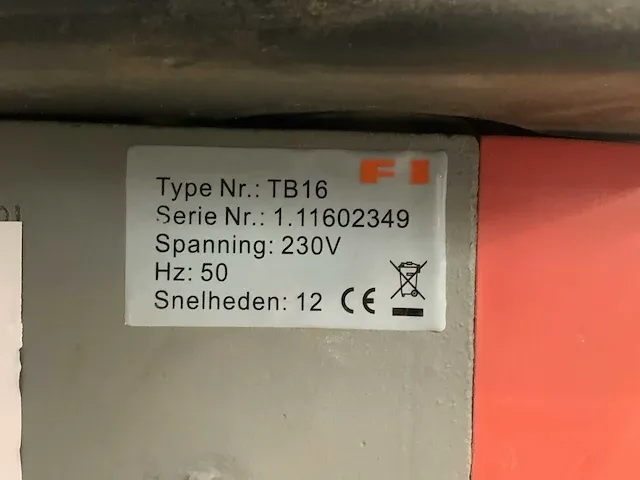 FI
Type Nr.: TB16
Serie Nr.: 1.11602349
Spanning: 230V
Hz: 50
Snelheden: 12 CE